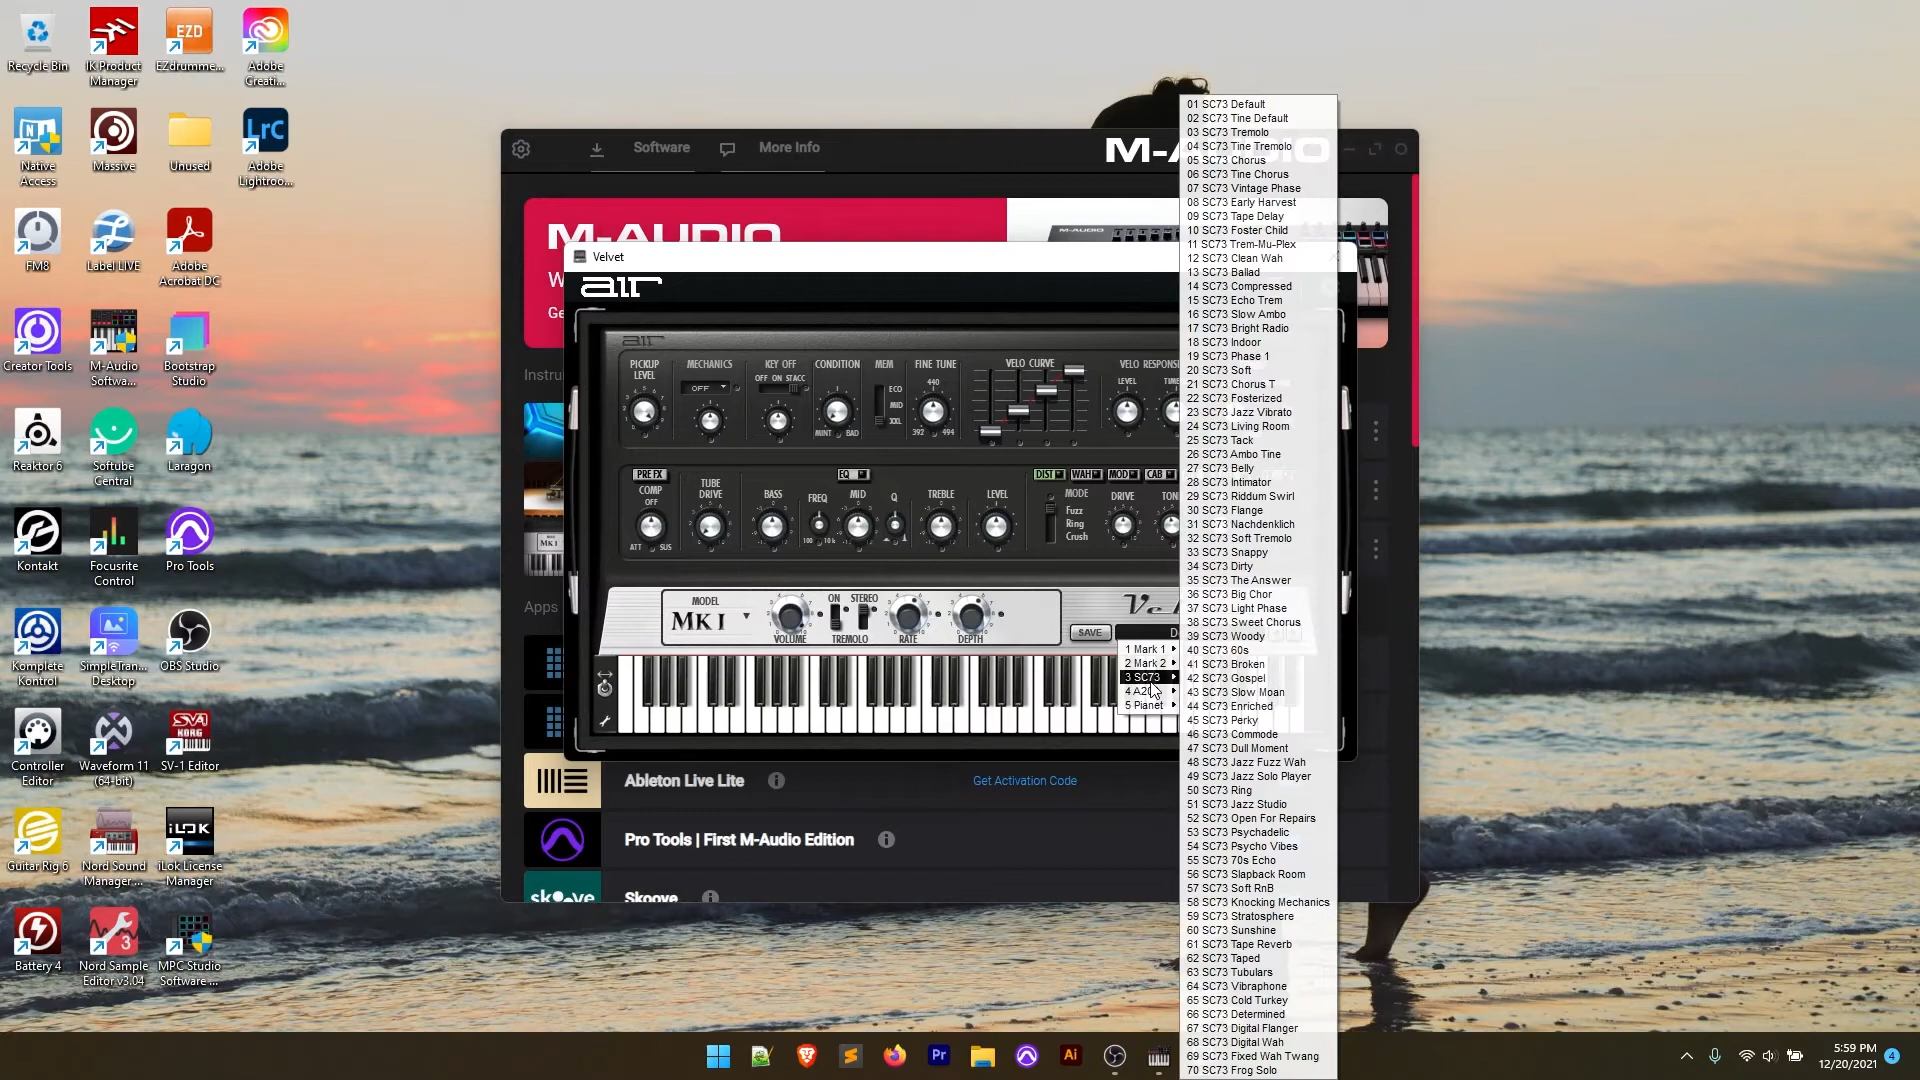 Recycle Bin
IK Product
Manager
EZD
EZdrumme...
Adobe
Creati...
Native
Access
Massive
Unused
LrC
Adobe
Lightroo...
FM8
Label LIVE
Adobe
Acrobat DC
Creator Tools
M-Audio
Softwa...
Bootstrap
Studio
Reaktor 6
Softube
Central
Laragon
Kontakt
Focusrite
Control
Pro Tools
Komplete
Kontrol
SimpleTran...
Desktop
OBS Studio
Controller
Editor
Waveform 11
(64-bit)
SV-1
KORG
SV-1 Editor
Guitar Rig 6
Nord Sound
Manager ...
iLOK
iLok License
Manager
Battery 4
3
Nord Sample
Editor v3.04
MPC Studio
Software ...
Software
More Info
M-AUDIO
M-AUDIO
M-AUDIO
W
Ge
Instru
Apps
Velvet
air
air
PICKUP
LEVEL
MECHANICS
OFF
KEY OFF
OFF ON STACC
CONDITION
MINT BAD
MEM
ECO
MID
XXL
FINE TUNE
440
392 494
VELO CURVE
VELO RESPONS
LEVEL
TIM
PRE FX
COMP
OFF
ATT SUS
TUBE
DRIVE
EQ
BASS
FREQ
100 10k
MID
Q
TREBLE
LEVEL
DIST
WAH
MOD
CAB
MODE
Fuzz
Ring
Crush
DRIVE
TON
MODEL
MK I
VOLUME
ON
STEREO
TREMOLO
RATE
DEPTH
SAVE
D
1 Mark 1
2 Mark 2
3 SC73
5 Pianet
MK I
Ableton Live Lite
Get Activation Code
Pro Tools | First M-Audio Edition
skoove
Skoove
01 SC73 Default
02 SC73 Tine Default
03 SC73 Tremolo
04 SC73 Tine Tremolo
05 SC73 Chorus
06 SC73 Tine Chorus
07 SC73 Vintage Phase
08 SC73 Early Harvest
09 SC73 Tape Delay
10 SC73 Foster Child
11 SC73 Trem-Mu-Plex
12 SC73 Clean Wah
13 SC73 Ballad
14 SC73 Compressed
15 SC73 Echo Trem
16 SC73 Slow Ambo
17 SC73 Bright Radio
18 SC73 Indoor
19 SC73 Phase 1
20 SC73 Soft
21 SC73 Chorus T
22 SC73 Fosterized
23 SC73 Jazz Vibrato
24 SC73 Living Room
25 SC73 Tack
26 SC73 Ambo Tine
27 SC73 Belly
28 SC73 Intimator
29 SC73 Riddum Swirl
30 SC73 Flange
31 SC73 Nachdenklich
32 SC73 Soft Tremolo
33 SC73 Snappy
34 SC73 Dirty
35 SC73 The Answer
36 SC73 Big Chor
37 SC73 Light Phase
38 SC73 Sweet Chorus
39 SC73 Woody
40 SC73 60s
41 SC73 Broken
42 SC73 Gospel
43 SC73 Slow Moan
44 SC73 Enriched
45 SC73 Perky
46 SC73 Commode
47 SC73 Dull Moment
48 SC73 Jazz Fuzz Wah
49 SC73 Jazz Solo Player
50 SC73 Ring
51 SC73 Jazz Studio
52 SC73 Open For Repairs
53 SC73 Psychadelic
54 SC73 Psycho Vibes
55 SC73 70s Echo
56 SC73 Slapback Room
57 SC73 Soft RnB
58 SC73 Knocking Mechanics
59 SC73 Stratosphere
60 SC73 Sunshine
61 SC73 Tape Reverb
62 SC73 Taped
63 SC73 Tubulars
64 SC73 Vibraphone
65 SC73 Cold Turkey
66 SC73 Determined
67 SC73 Digital Flanger
68 SC73 Digital Wah
69 SC73 Fixed Wah Twang
70 SC73 Frog Solo
Pr
Ai
5:59 PM
12/20/2021
4